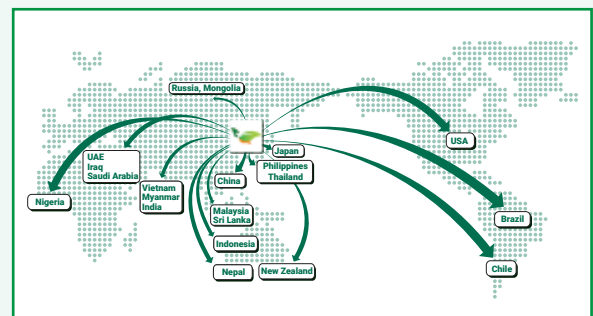 Russia, Mongolia
USA
Japan
UAE
Iraq
Saudi Arabia
Philippines
Thailand
China
Vietnam
Myanmar
India
Nigeria
Malaysia
Sri Lanka
Brazil
Indonesia
Nepal
New Zealand
Chile